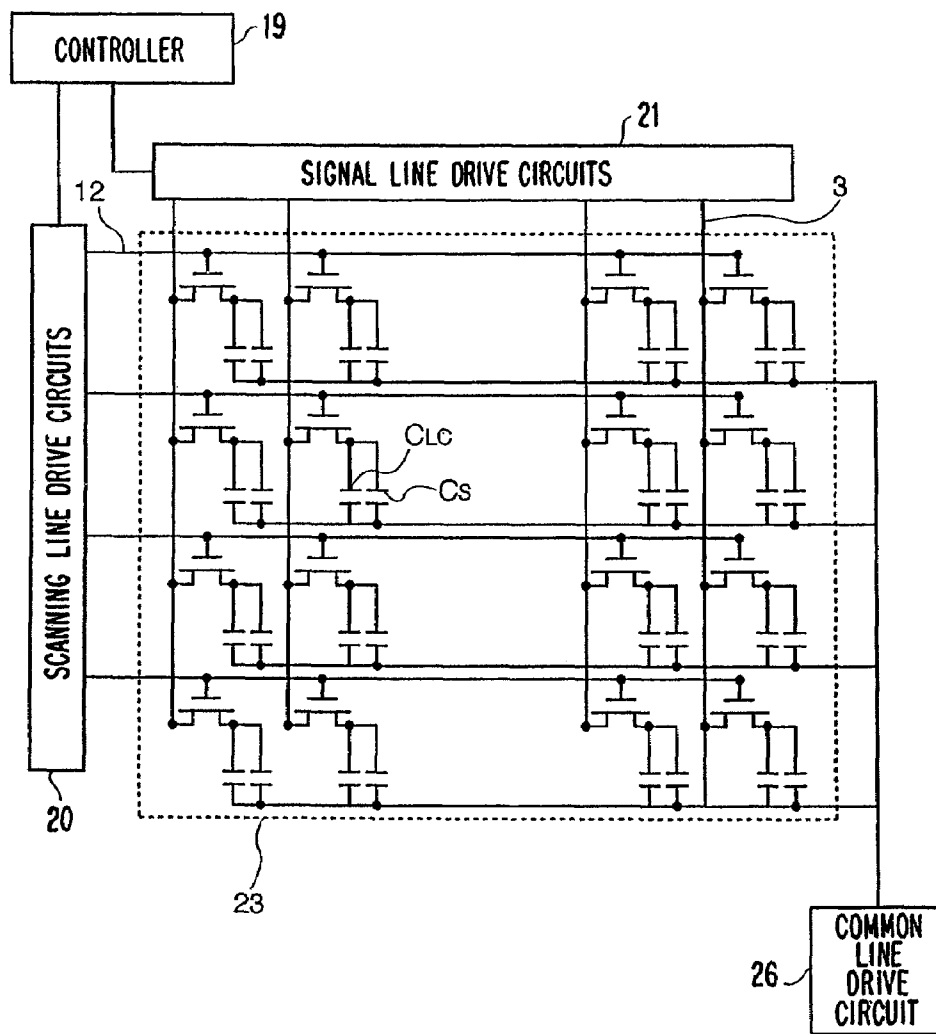 CONTROLLER
19
21
SIGNAL LINE DRIVE CIRCUITS
12
3
SCANNING LINE DRIVE CIRCUITS
CLC
CS
20
23
26
COMMON
LINE
DRIVE
CIRCUIT